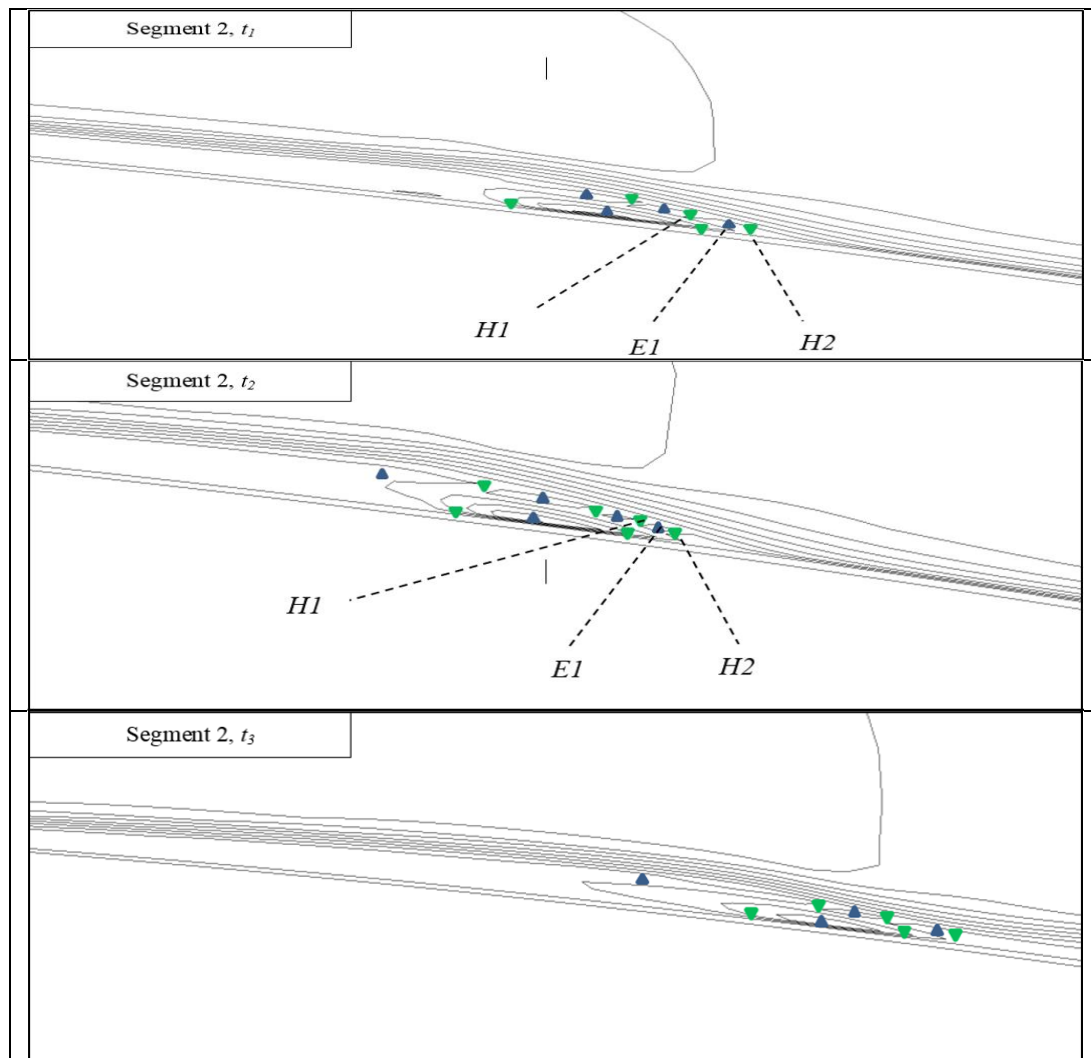 Segment 2, t1
H1
E1
H2
Segment 2, t2
H1
E1
H2
Segment 2, t3